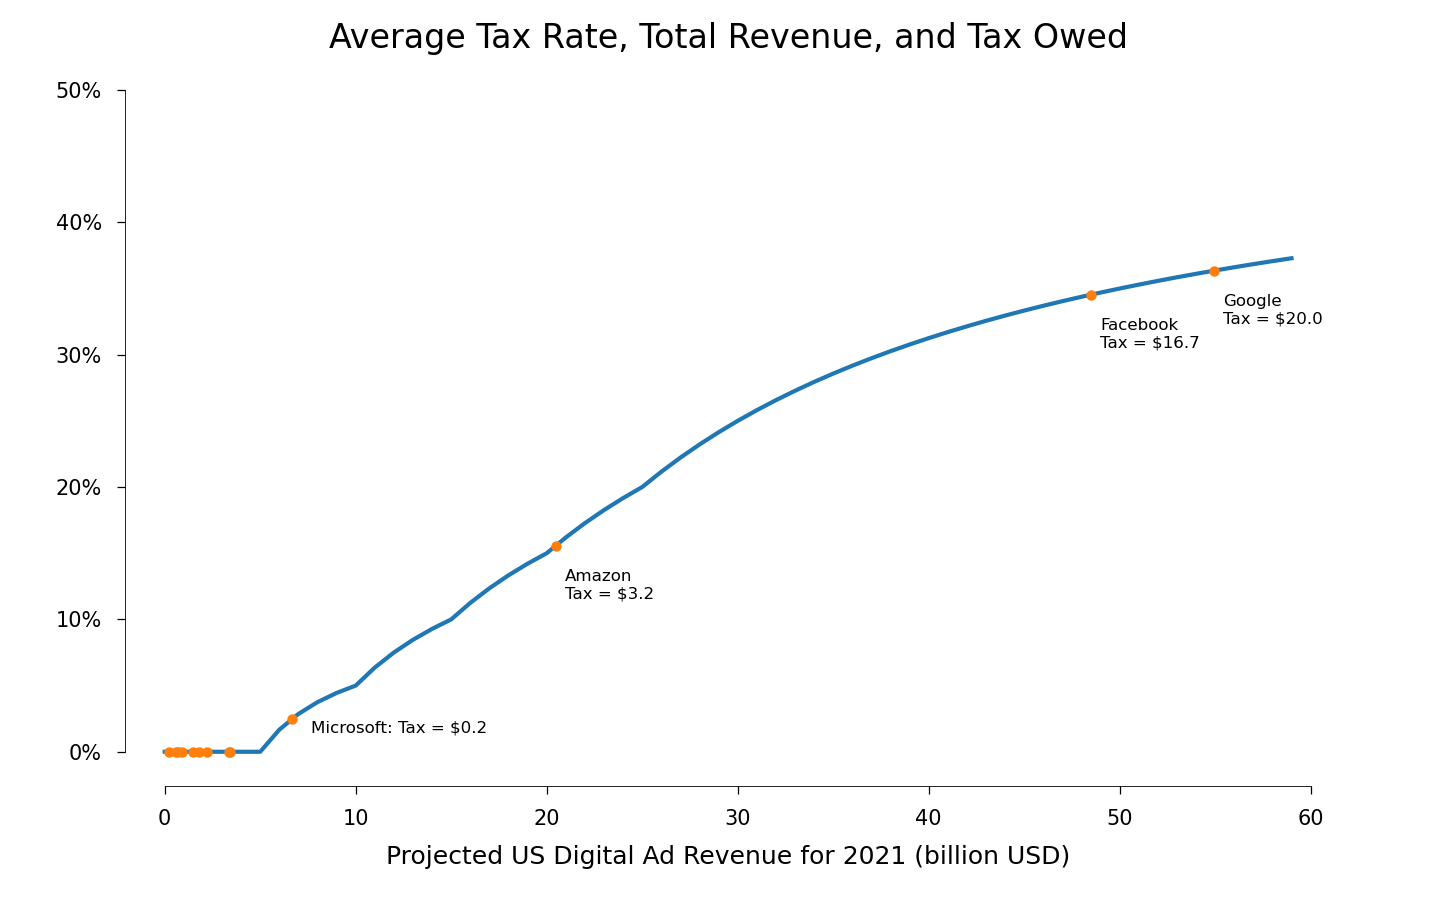 Average Tax Rate, Total Revenue, and Tax Owed
50%
40%
30%
20%
10%
0%
Google
Tax = $20.0
Facebook
Tax = $16.7
Amazon
Tax = $3.2
Microsoft: Tax = $0.2
0 10 20 30 40 50 60
Projected US Digital Ad Revenue for 2021 (billion USD)